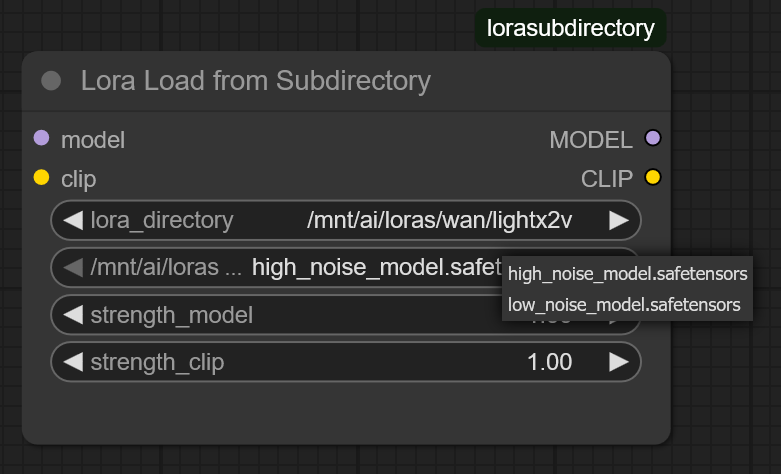 lorasubdirectory
Lora Load from Subdirectory
model MODEL
clip CLIP
lora_directory /mnt/ai/loras/wan/lightx2v
/mnt/ai/loras ... high_noise_model.safet
high_noise_model.safetensors
low_noise_model.safetensors
strength_model
strength_clip 1.00